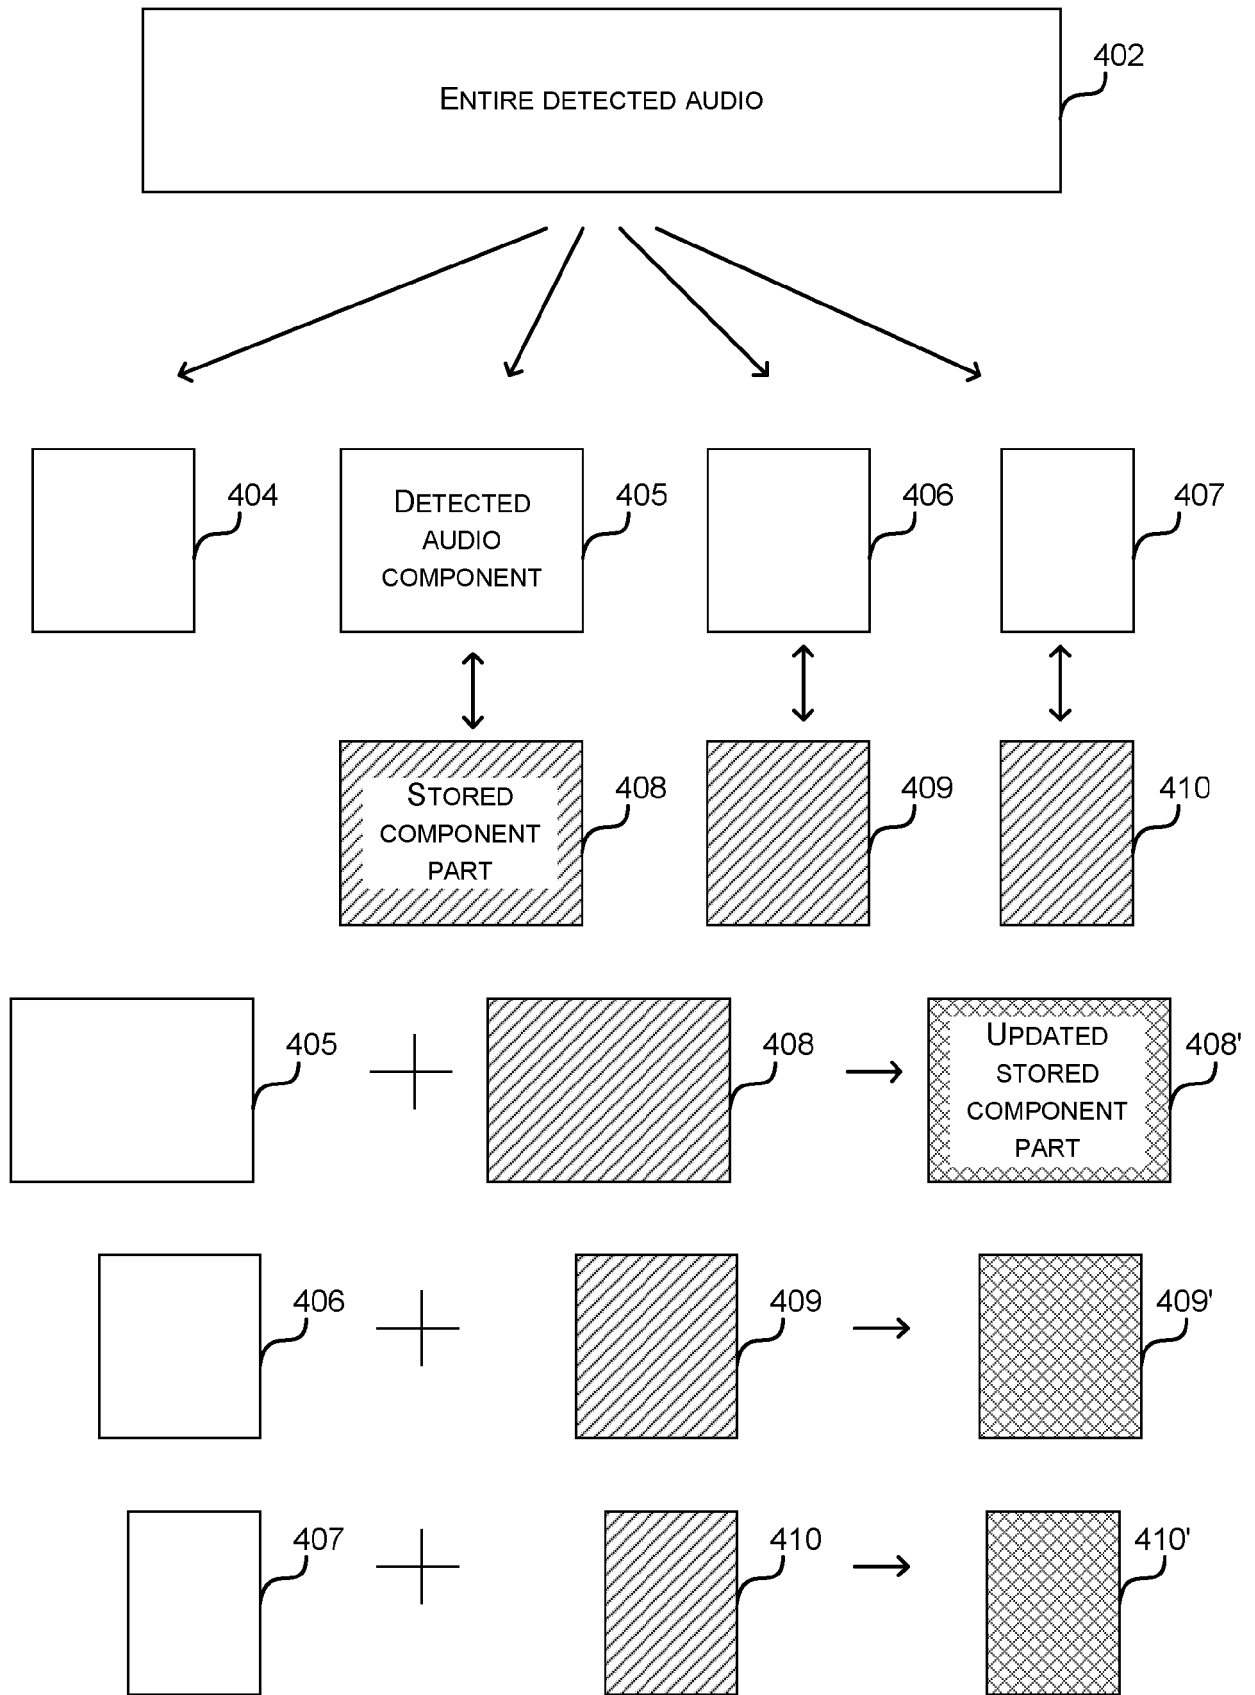 402
ENTIRE DETECTED AUDIO
404
DETECTED
AUDIO
COMPONENT
405
406
407
STORED
COMPONENT
PART
408
409
410
405
408
UPDATED
STORED
COMPONENT
PART
408'
406
409
409'
407
410
410'